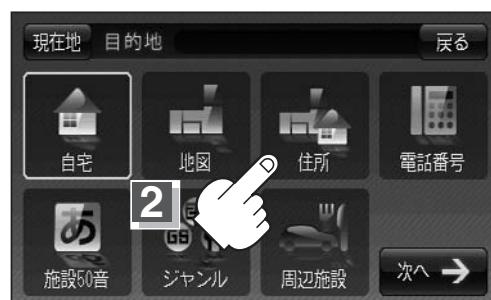 現在地 目的地 戻る
自宅 地図 住所 電話番号
2
あ
施設50音 ジャンル 周辺施設 次へ